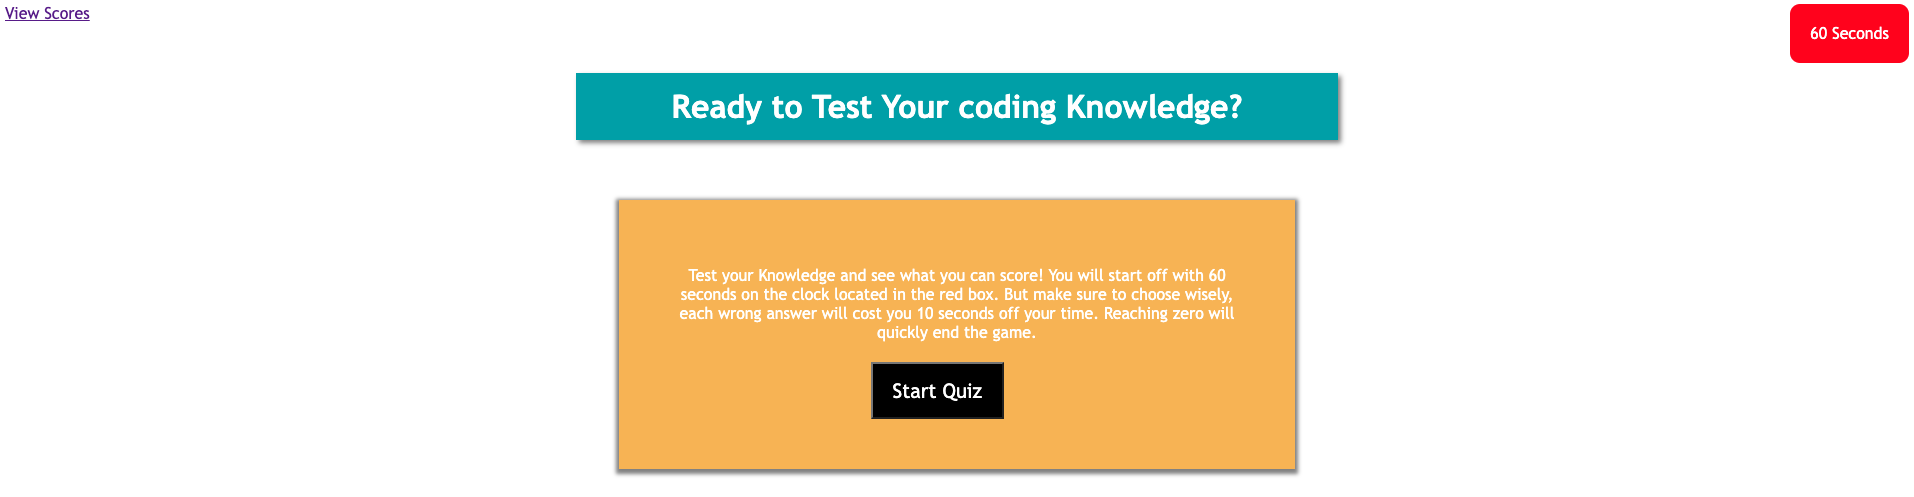 View Scores
60 Seconds
Ready to Test Your coding Knowledge?
Test your Knowledge and see what you can score! You will start off with 60
seconds on the clock located in the red box. But make sure to choose wisely,
each wrong answer will cost you 10 seconds off your time. Reaching zero will
quickly end the game.
Start Quiz